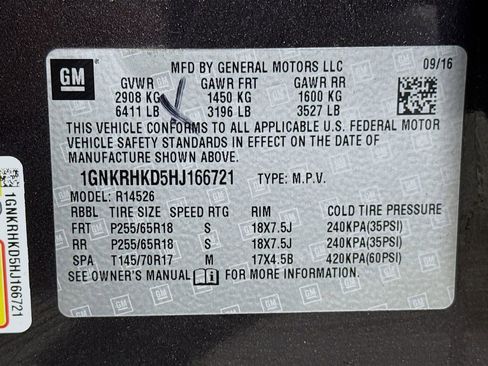 GM
MFD BY GENERAL MOTORS LLC
09/16
GVWR GAWR FRT GAWR RR
2908 KG 1450 KG 1600 KG
6411 LB 3196 LB 3527 LB
THIS VEHICLE CONFORMS TO ALL APPLICABLE U.S. FEDERAL MOTOR
VEHICLE SAFETY STANDARDS IN EFFECT ON THE DATE OF
MANUFACTURE SHOWN ABOVE.
1GNKRHKD5HJ166721 TYPE: M.P.V.
MODEL: R14526
RBBL TIRE SIZE SPEED RTG RIM COLD TIRE PRESSURE
FRT P255/65R18 S 18X7.5J 240KPA(35PSI)
RR P255/65R18 S 18X7.5J 240KPA(35PSI)
SPA T145/70R17 M 17X4.5B 420KPA(60PSI)
SEE OWNER'S MANUAL FOR MORE INFORMATION.
1GNKRHKD5HJ166721